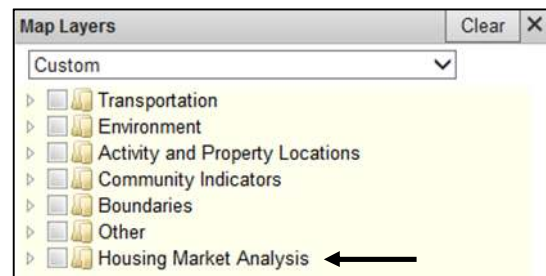 Map Layers Clear X
Custom
Transportation
Environment
Activity and Property Locations
Community Indicators
Boundaries
Other
Housing Market Analysis